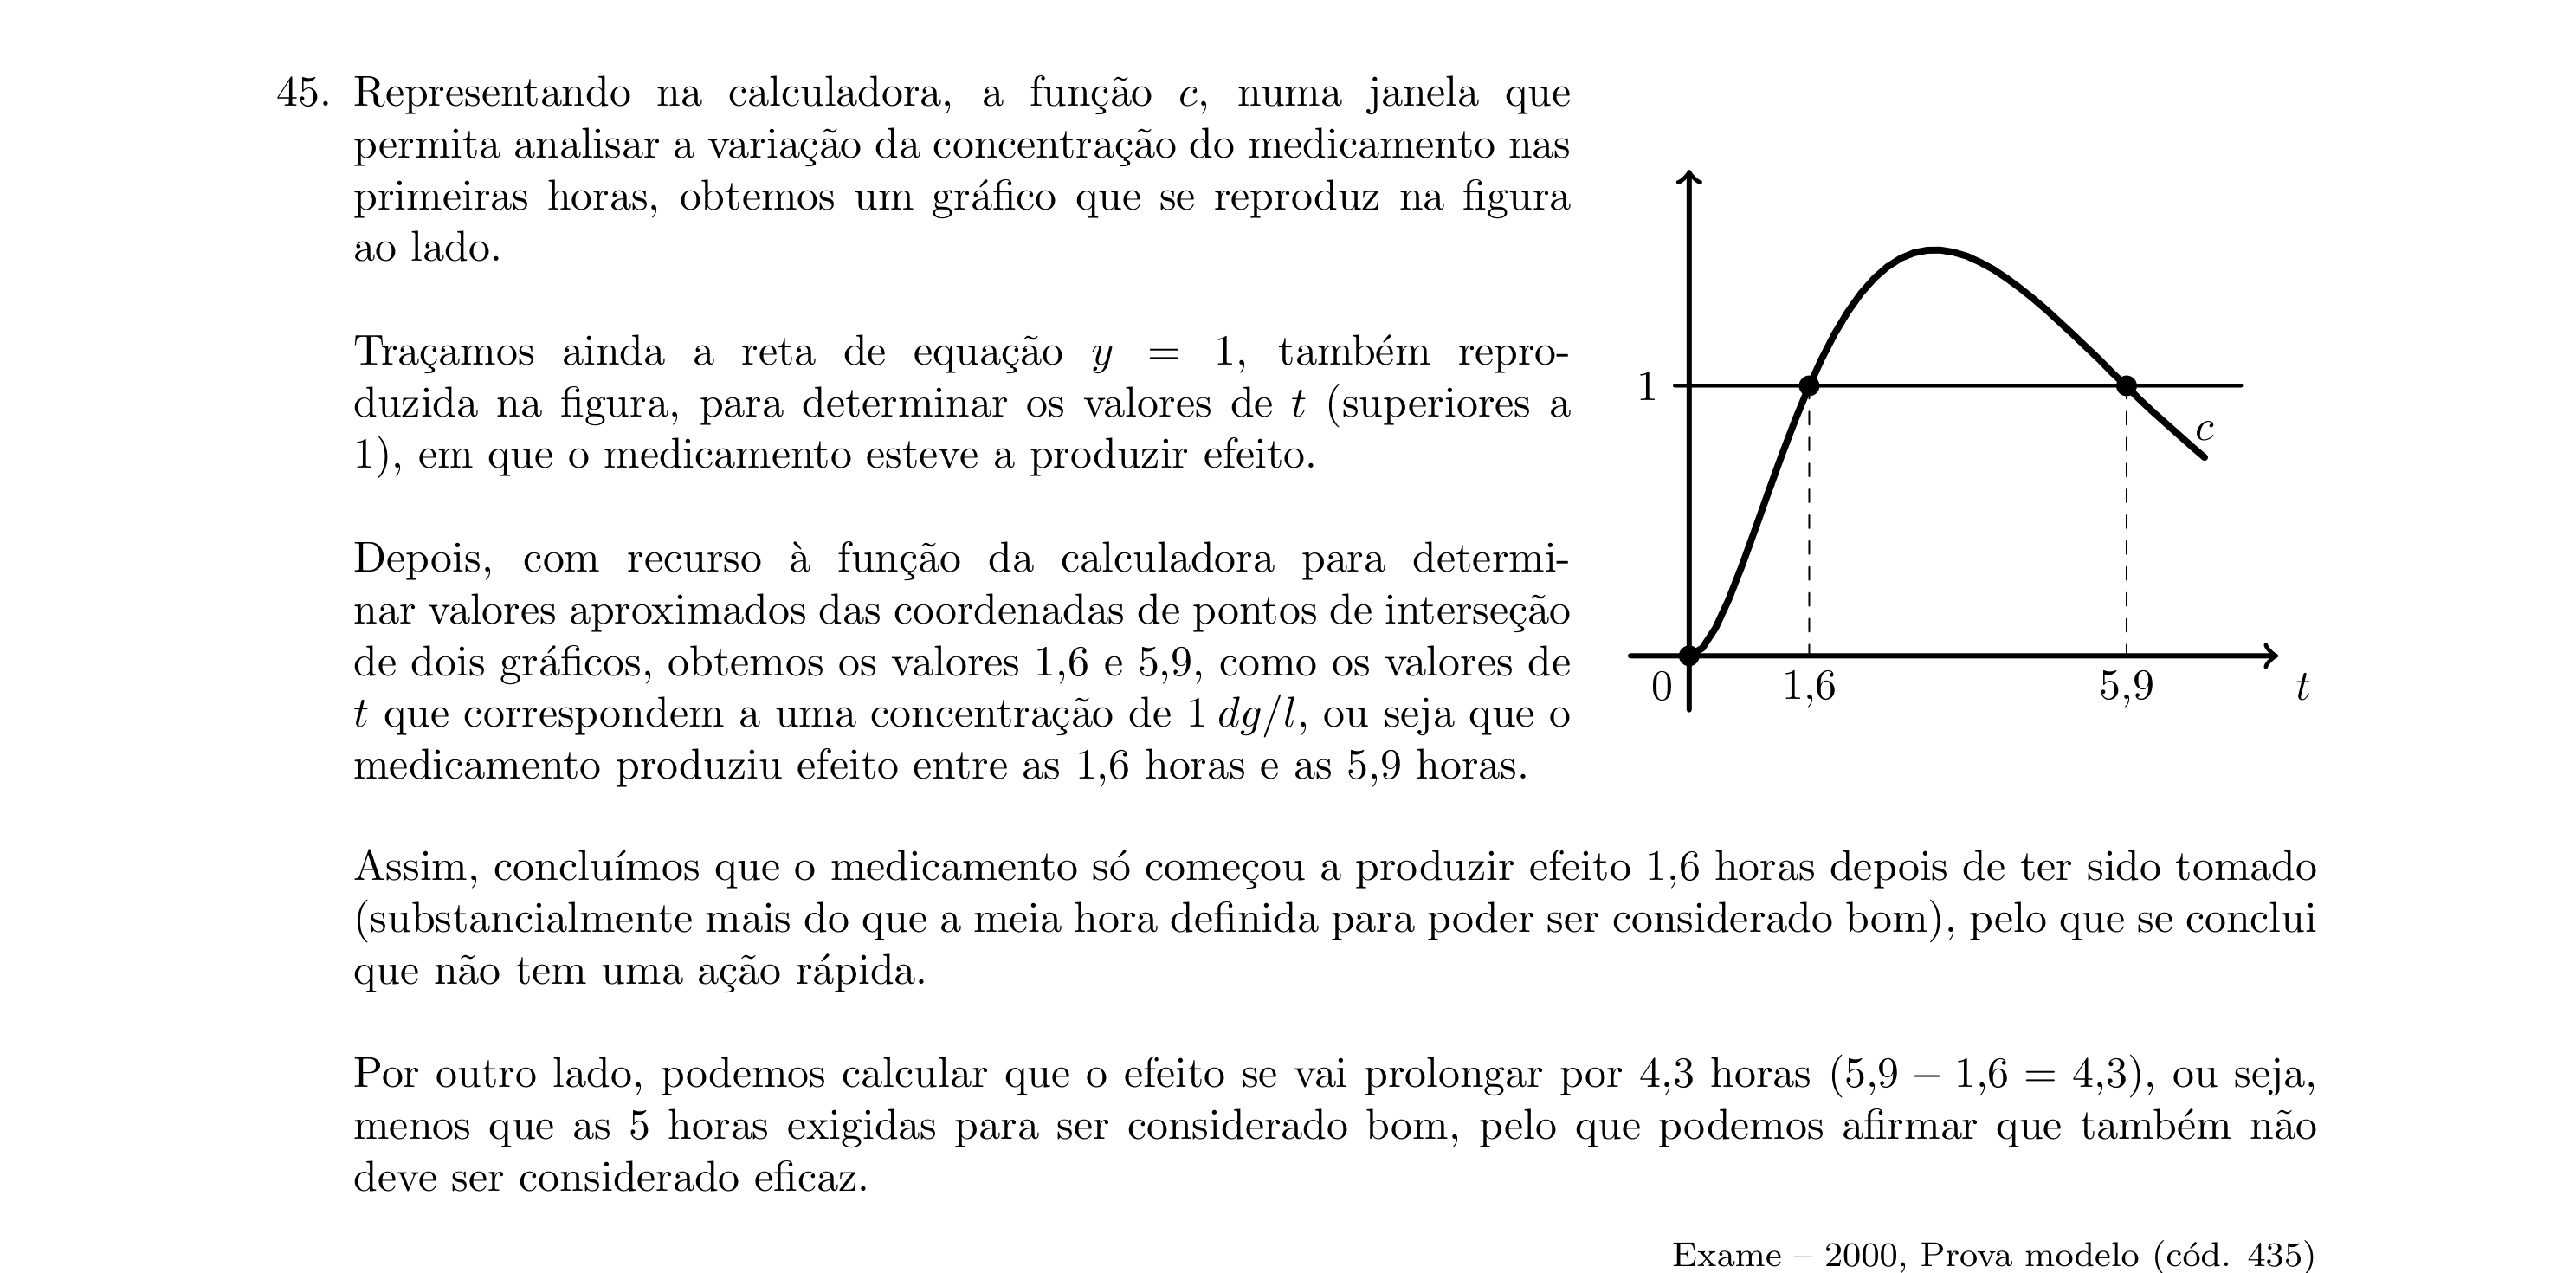 45. Representando na calculadora, a função c, numa janela que
permita analisar a variação da concentração do medicamento nas
primeiras horas, obtemos um gráfico que se reproduz na figura
ao lado.
Traçamos ainda a reta de equação y = 1, também repro-
duzida na figura, para determinar os valores de t (superiores a
1), em que o medicamento esteve a produzir efeito.
Depois, com recurso à função da calculadora para determi-
nar valores aproximados das coordenadas de pontos de interseção
de dois gráficos, obtemos os valores 1,6 e 5,9, como os valores de
t que correspondem a uma concentração de 1 dg/l, ou seja que o
medicamento produziu efeito entre as 1,6 horas e as 5,9 horas.
1
c
0
1,6
5,9
t
Assim, concluímos que o medicamento só começou a produzir efeito 1,6 horas depois de ter sido tomado
(substancialmente mais do que a meia hora definida para poder ser considerado bom), pelo que se conclui
que não tem uma ação rápida.
Por outro lado, podemos calcular que o efeito se vai prolongar por 4,3 horas (5,9 − 1,6 = 4,3), ou seja,
menos que as 5 horas exigidas para ser considerado bom, pelo que podemos afirmar que também não
deve ser considerado eficaz.
Exame – 2000, Prova modelo (cód. 435)